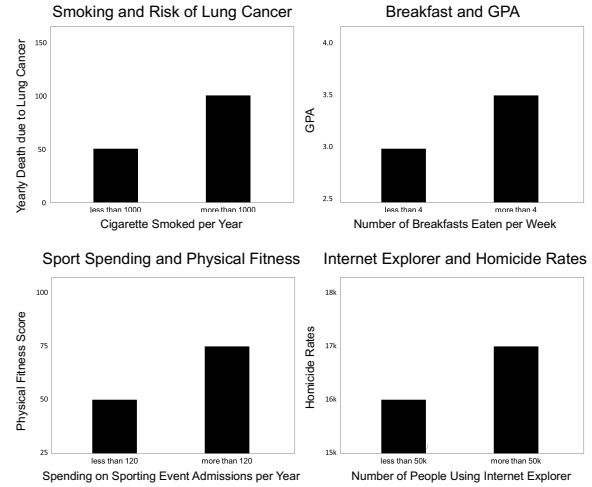 Smoking and Risk of Lung Cancer
Yearly Death due to Lung Cancer
150
100
50
0
less than 1000 more than 1000
Cigarette Smoked per Year
Breakfast and GPA
GPA
4.0
3.5
3.0
2.5
less than 4 more than 4
Number of Breakfasts Eaten per Week
Sport Spending and Physical Fitness
Physical Fitness Score
100
75
50
25
less than 120 more than 120
Spending on Sporting Event Admissions per Year
Internet Explorer and Homicide Rates
Homicide Rates
18k
17k
16k
15k
less than 50k more than 50k
Number of People Using Internet Explorer